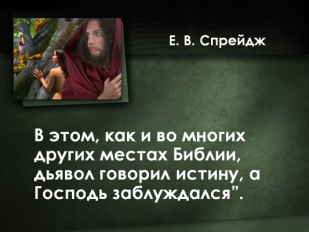 Е. В. Спрейдж
В этом, как и во многих
других местах Библии,
дьявол говорил истину, а
Господь заблуждался”.